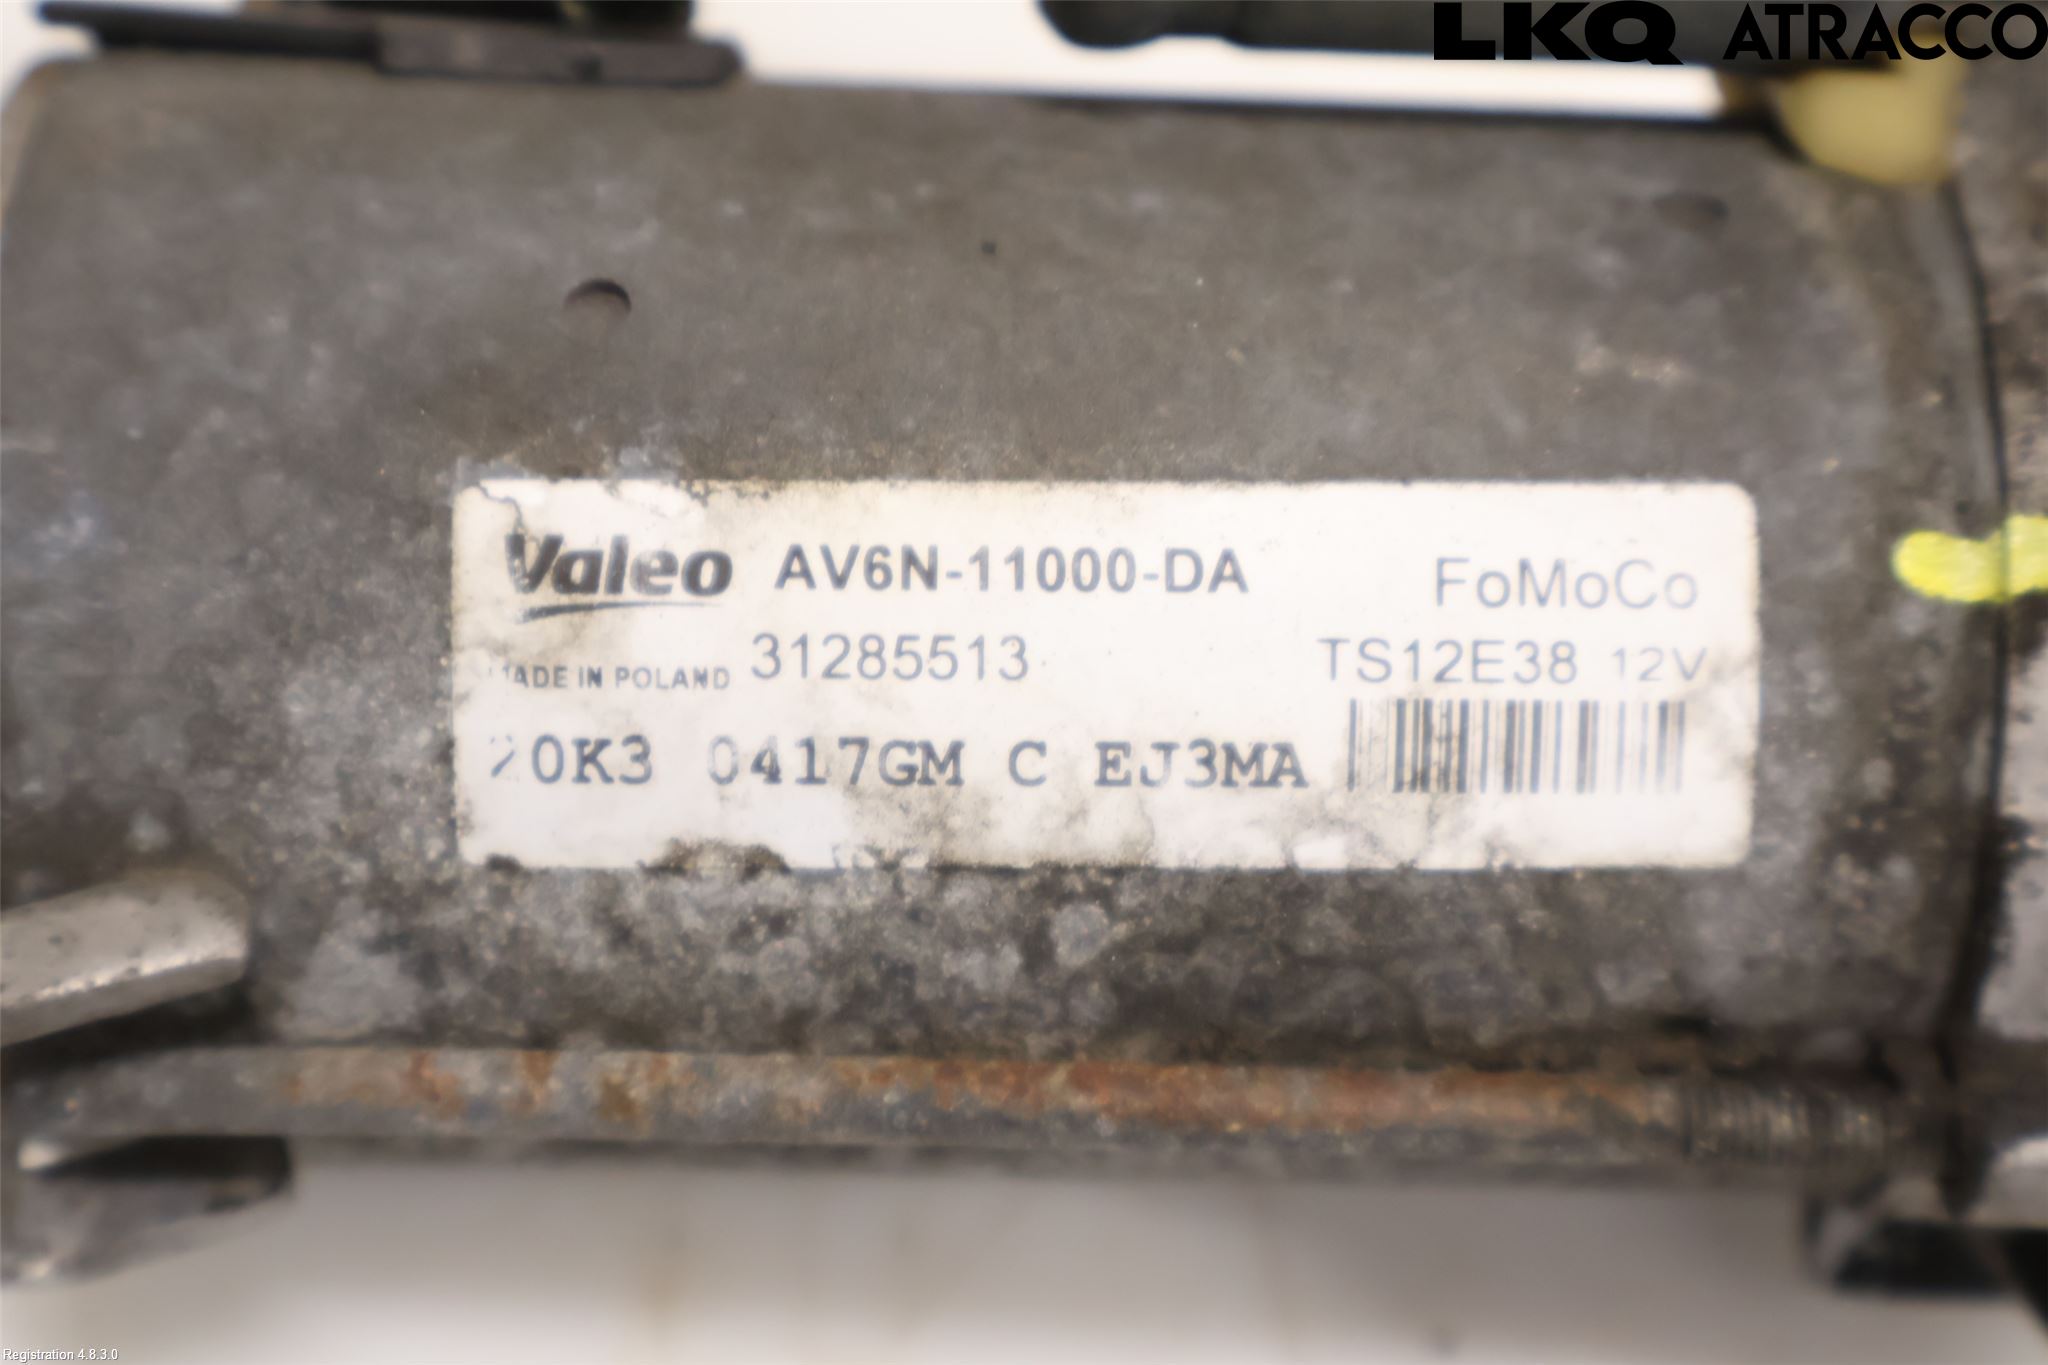 LKQ ATRACCO
Valeo AV6N-11000-DA FoMoCo
MADE IN POLAND 31285513 TS12E38 12V
20K3 0417GM C EJ3MA
Registration 4.8.3.0